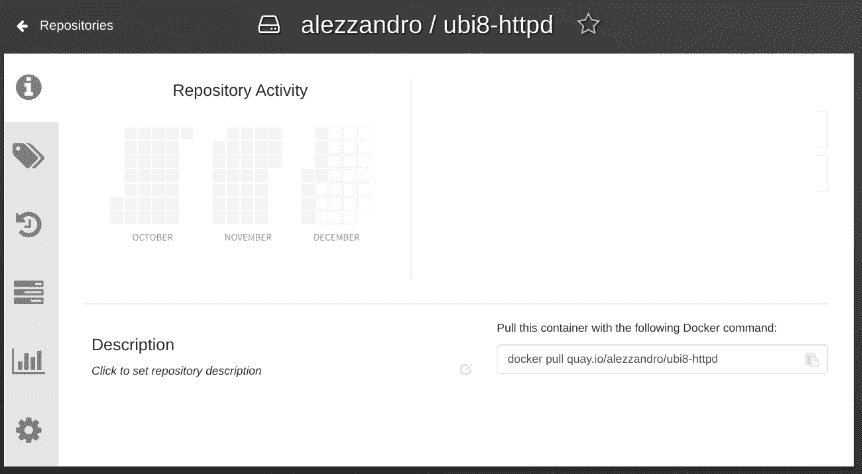 Repositories
alezzandro / ubi8-httpd
Repository Activity
OCTOBER
NOVEMBER
DECEMBER
Description
Click to set repository description
Pull this container with the following Docker command:
docker pull quay.io/alezzandro/ubi8-httpd